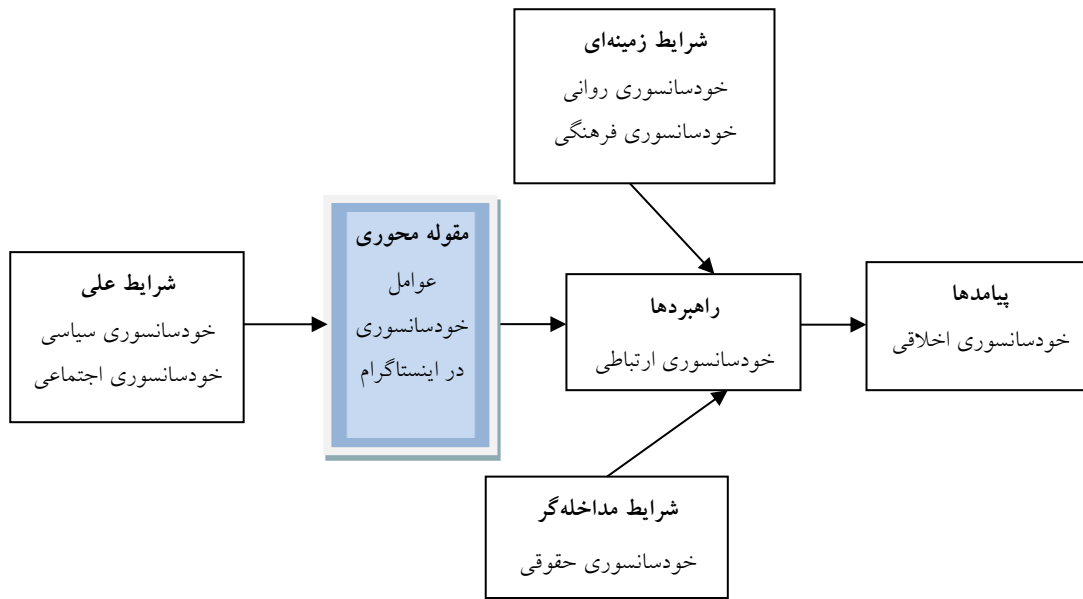 شرایط زمینه‌ای
خودسانسوری روانی
خودسانسوری فرهنگی
مقوله محوری
عوامل
خودسانسوری
در اینستاگرام
شرایط علی
خودسانسوری سیاسی
خودسانسوری اجتماعی
راهبردها
خودسانسوری ارتباطی
پیامدها
خودسانسوری اخلاقی
شرایط مداخله‌گر
خودسانسوری حقوقی